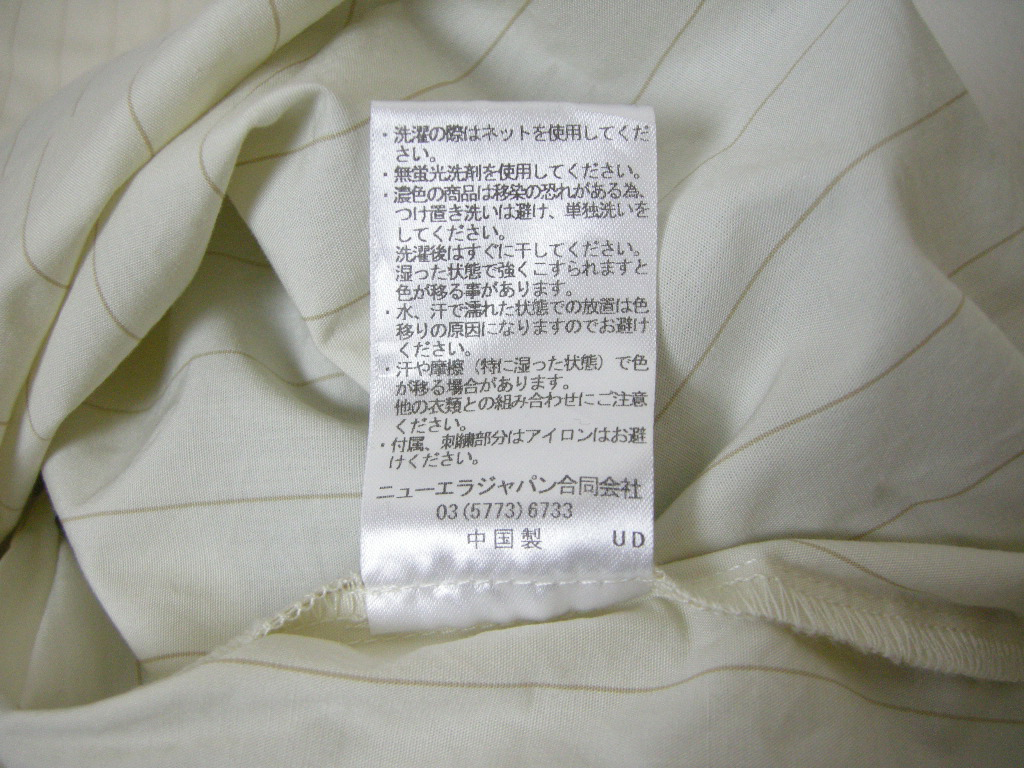 ・洗濯の際はネットを使用してくだ
さい。
・無蛍光洗剤を使用してください。
・濃色の商品は移染の恐れがある為、
つけ置き洗いは避け、単独洗いを
してください。
洗濯後はすぐに干してください。
湿った状態で強くこすられますと
色が移る事があります。
・水、汗で濡れた状態での放置は色
移りの原因になりますのでお避け
ください。
・汗や摩擦（特に湿った状態）で色
が移る場合があります。
他の衣類との組み合わせにご注意
ください。
・付属、刺繍部分はアイロンはお避
けください。
ニューエラジャパン合同会社
03(5773)6733
中国製 UD